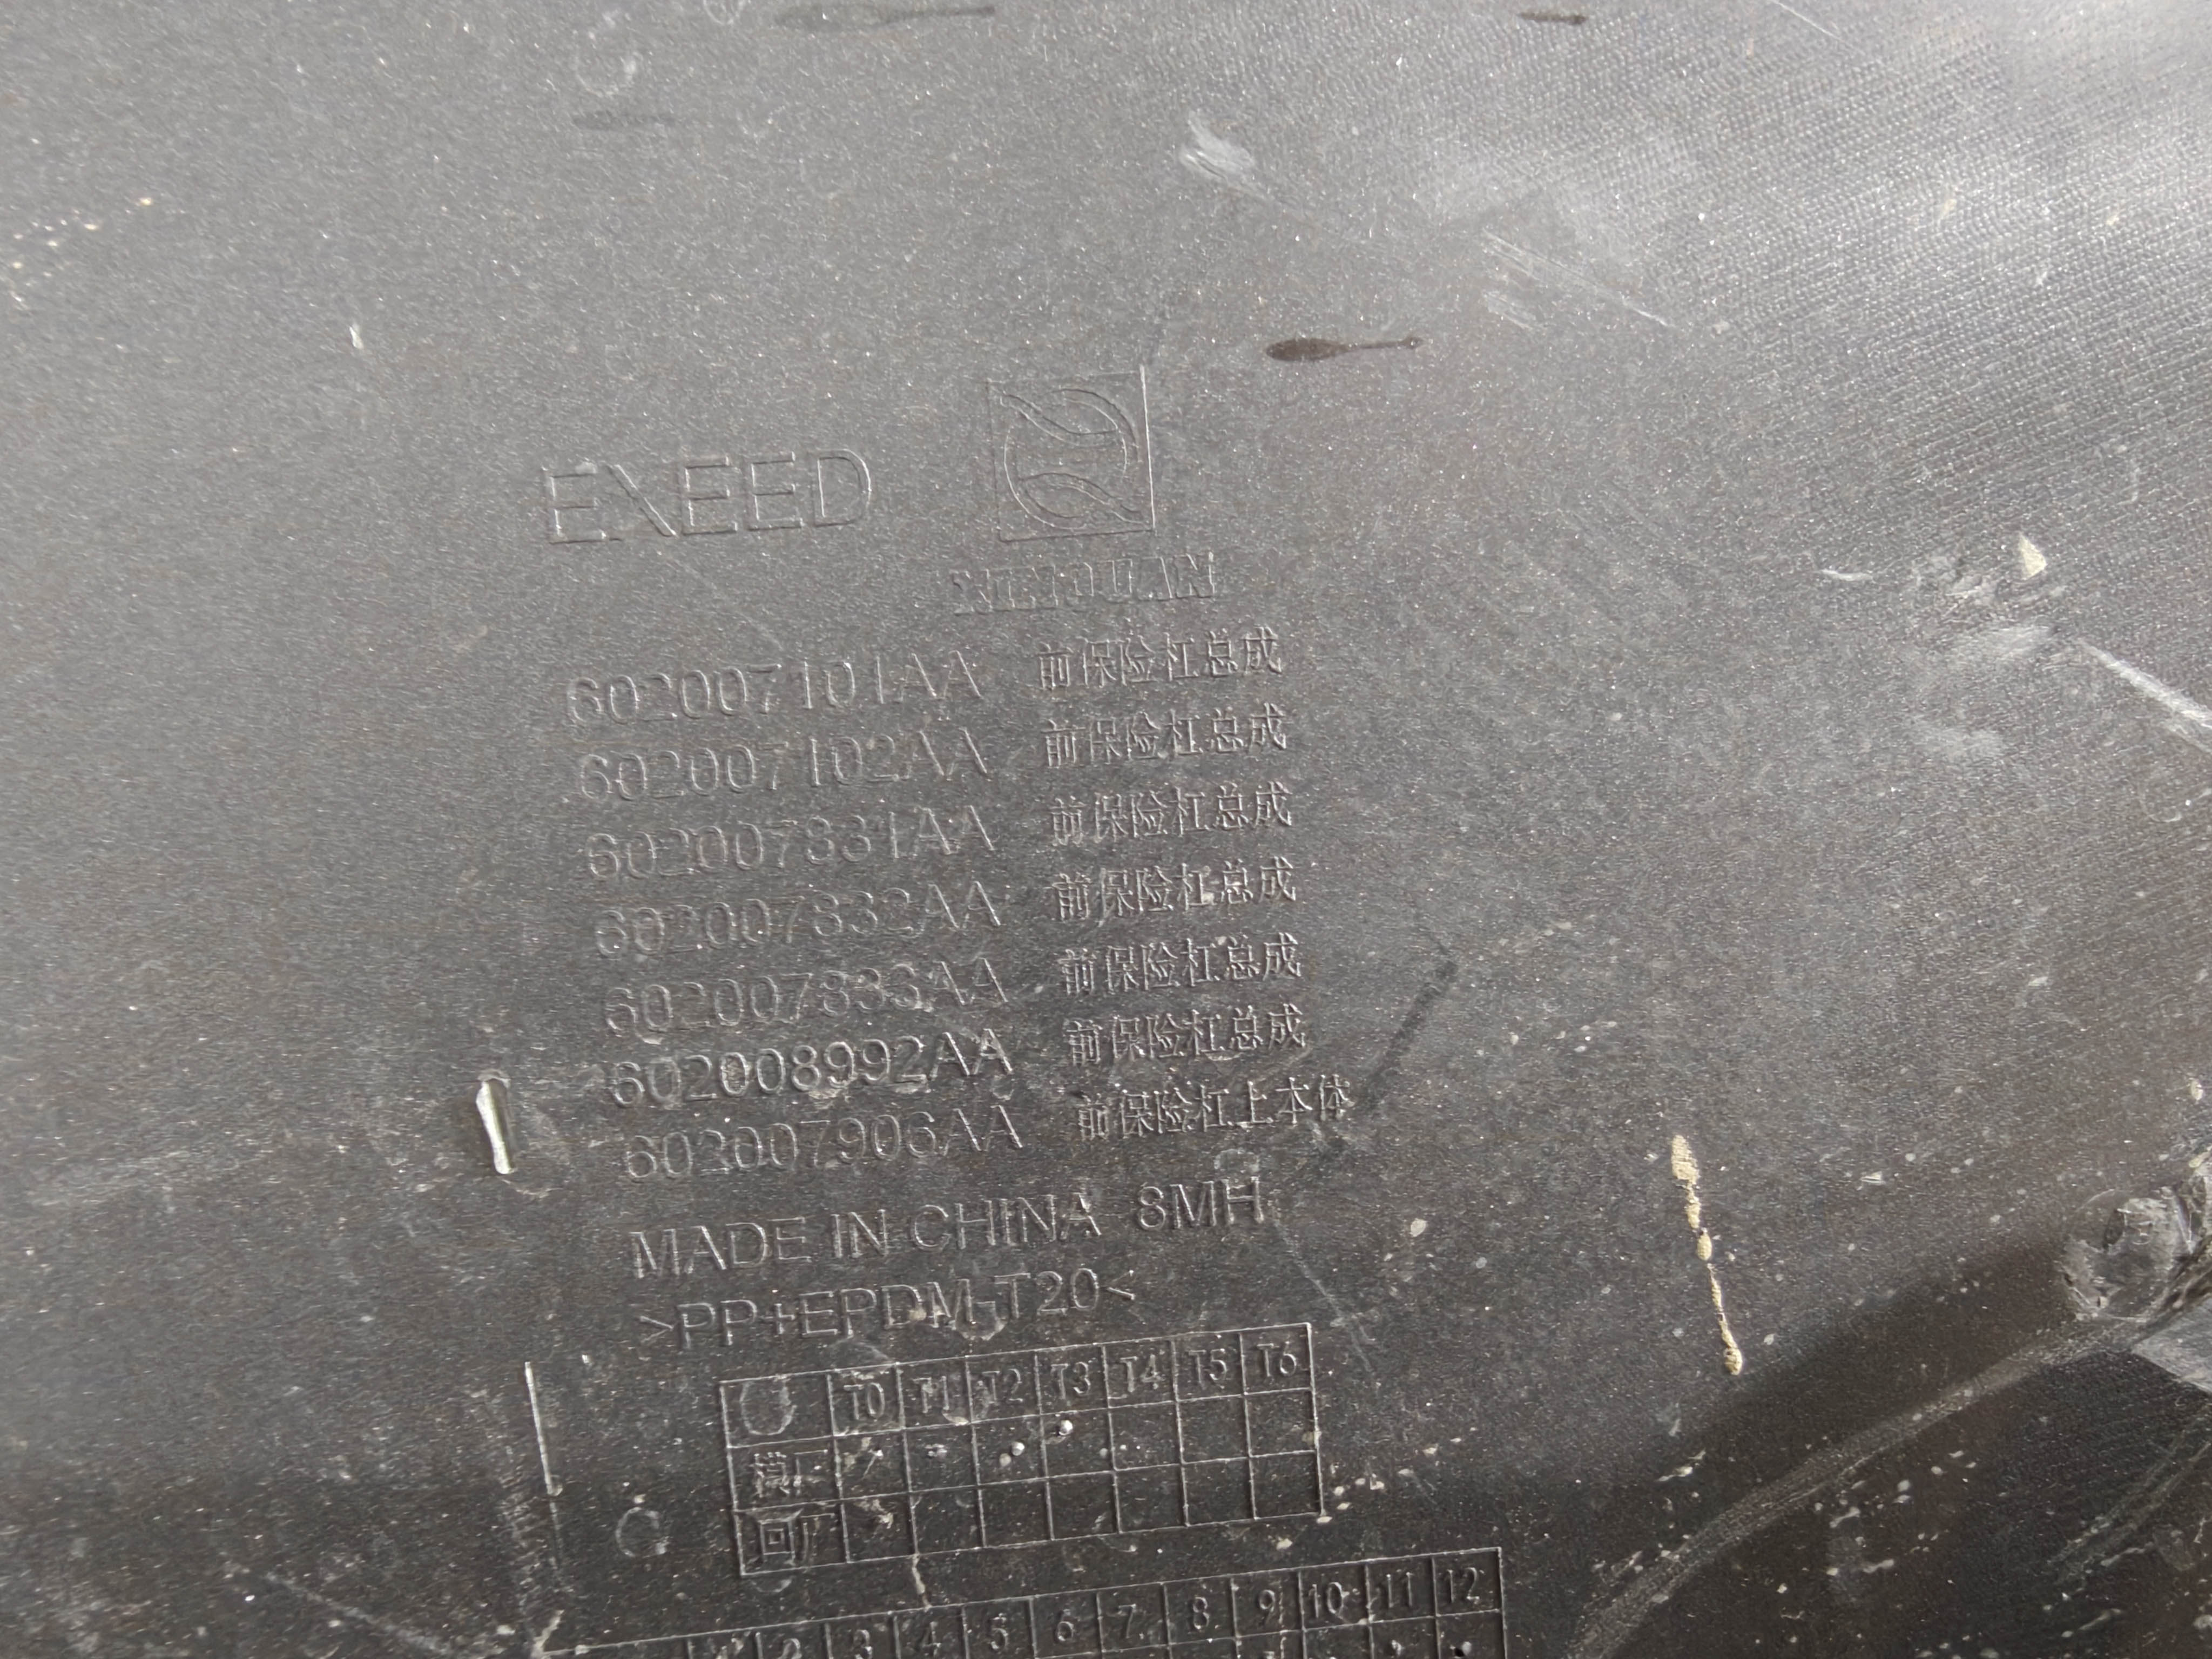 EXEED
XINQUAN
602007101AA 前保险杠总成
602007102AA 前保险杠总成
602007831AA 前保险杠总成
602007832AA 前保险杠总成
602007833AA 前保险杠总成
602008992AA 前保险杠总成
602007906AA 前保险杠上本体
MADE IN CHINA 8MH
>PP+EPDM-T20<
T0 T1 T2 T3 T4 T5 T6
模厂
回厂
1 2 3 4 5 6 7 8 9 10 11 12